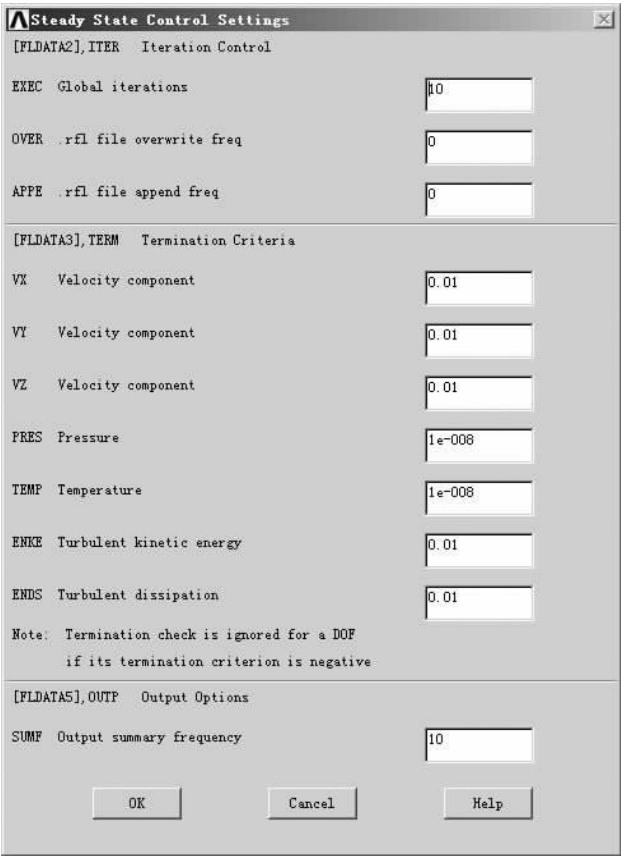 Steady State Control Settings
[FLDATA2],ITER Iteration Control
EXEC Global iterations 10
OVER .rfl file overwrite freq 0
APPE .rfl file append freq 0
[FLDATA3],TERM Termination Criteria
VX Velocity component 0.01
VY Velocity component 0.01
VZ Velocity component 0.01
PRES Pressure 1e-008
TEMP Temperature 1e-008
ENKE Turbulent kinetic energy 0.01
ENDS Turbulent dissipation 0.01
Note: Termination check is ignored for a DOF
if its termination criterion is negative
[FLDATA5],OUTP Output Options
SUMF Output summary frequency 10
OK Cancel Help